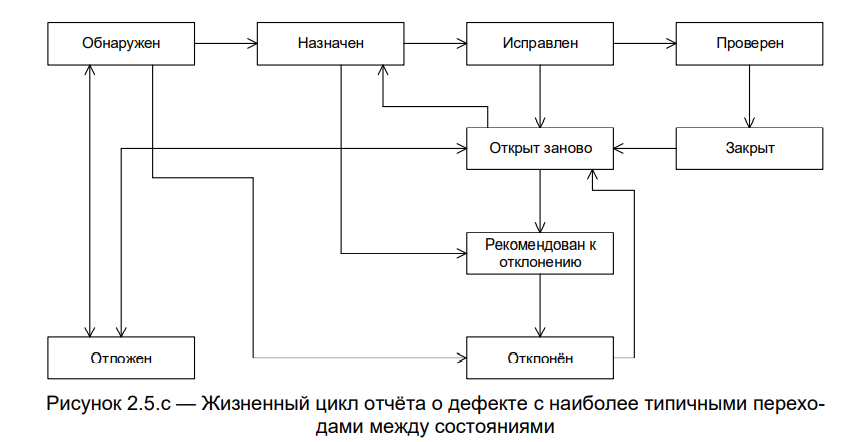 Обнаружен
Назначен
Исправлен
Проверен
Открыт заново
Закрыт
Рекомендован к
отклонению
Отложен
Отклонён
Рисунок 2.5.c — Жизненный цикл отчёта о дефекте с наиболее типичными перехо-
дами между состояниями